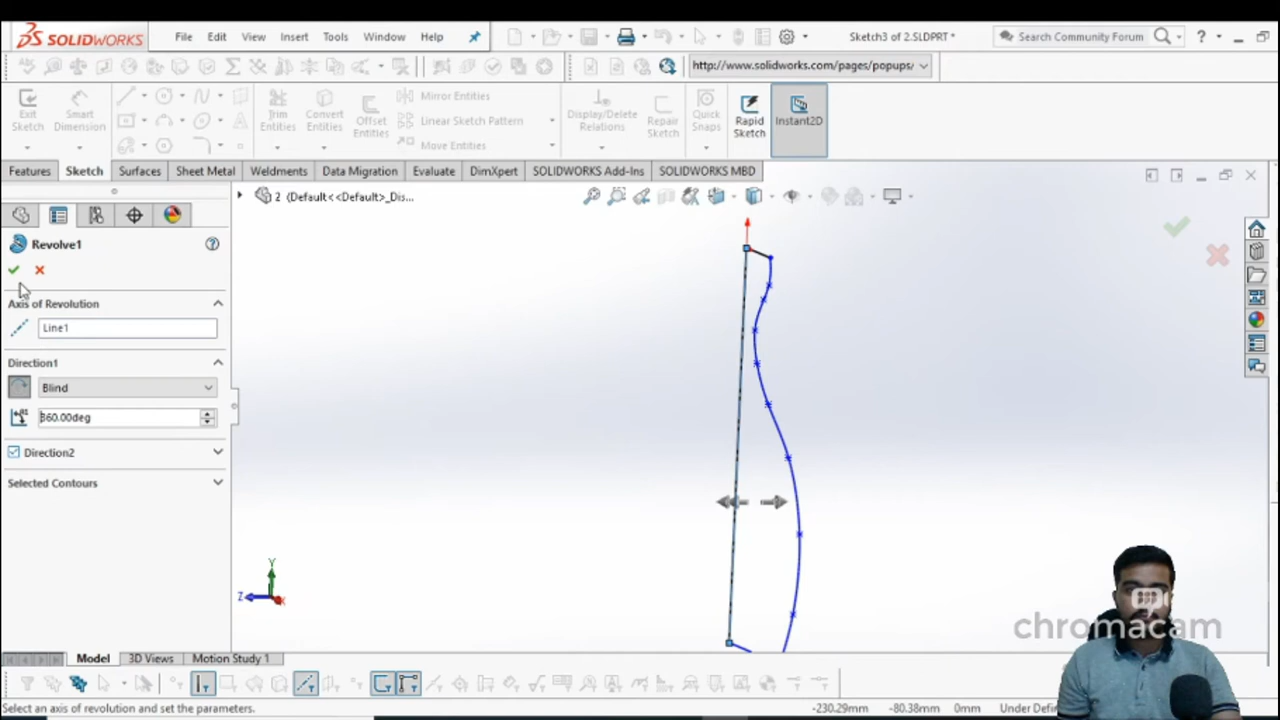 SOLIDWORKS
File Edit View Insert Tools Window Help
Sketch3 of 2.SLDPRT *
Search Community Forum
?
http://www.solidworks.com/pages/popups/
Exit Sketch
Smart Dimension
Trim Entities
Convert Entities
Offset Entities
Mirror Entities
Linear Sketch Pattern
Move Entities
Display/Delete Relations
Repair Sketch
Quick Snaps
Rapid Sketch
Instant2D
Features Sketch Surfaces Sheet Metal Weldments Data Migration Evaluate DimXpert SOLIDWORKS Add-Ins SOLIDWORKS MBD
2 (Default<<Default>_Dis...
Revolve1
Axis of Revolution
Line1
Direction1
Blind
360.00deg
Direction2
Selected Contours
Y
Z
X
chromacam
Model 3D Views Motion Study 1
Select an axis of revolution and set the parameters.
-230.29mm -80.38mm 0mm Under Defi